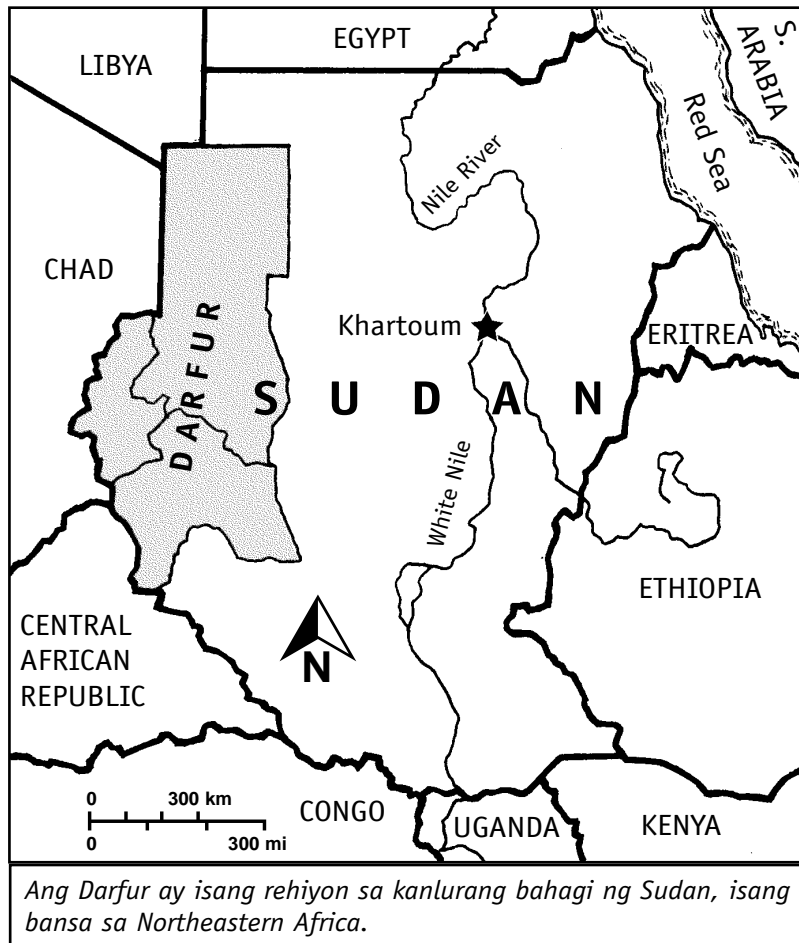 EGYPT
LIBYA
S.
ARABIA
Red Sea
Nile River
CHAD
Khartoum
ERITREA
DARFUR
SUDAN
White Nile
ETHIOPIA
CENTRAL
AFRICAN
REPUBLIC
N
0 300 km
0 300 mi
CONGO
UGANDA
KENYA
Ang Darfur ay isang rehiyon sa kanlurang bahagi ng Sudan, isang
bansa sa Northeastern Africa.